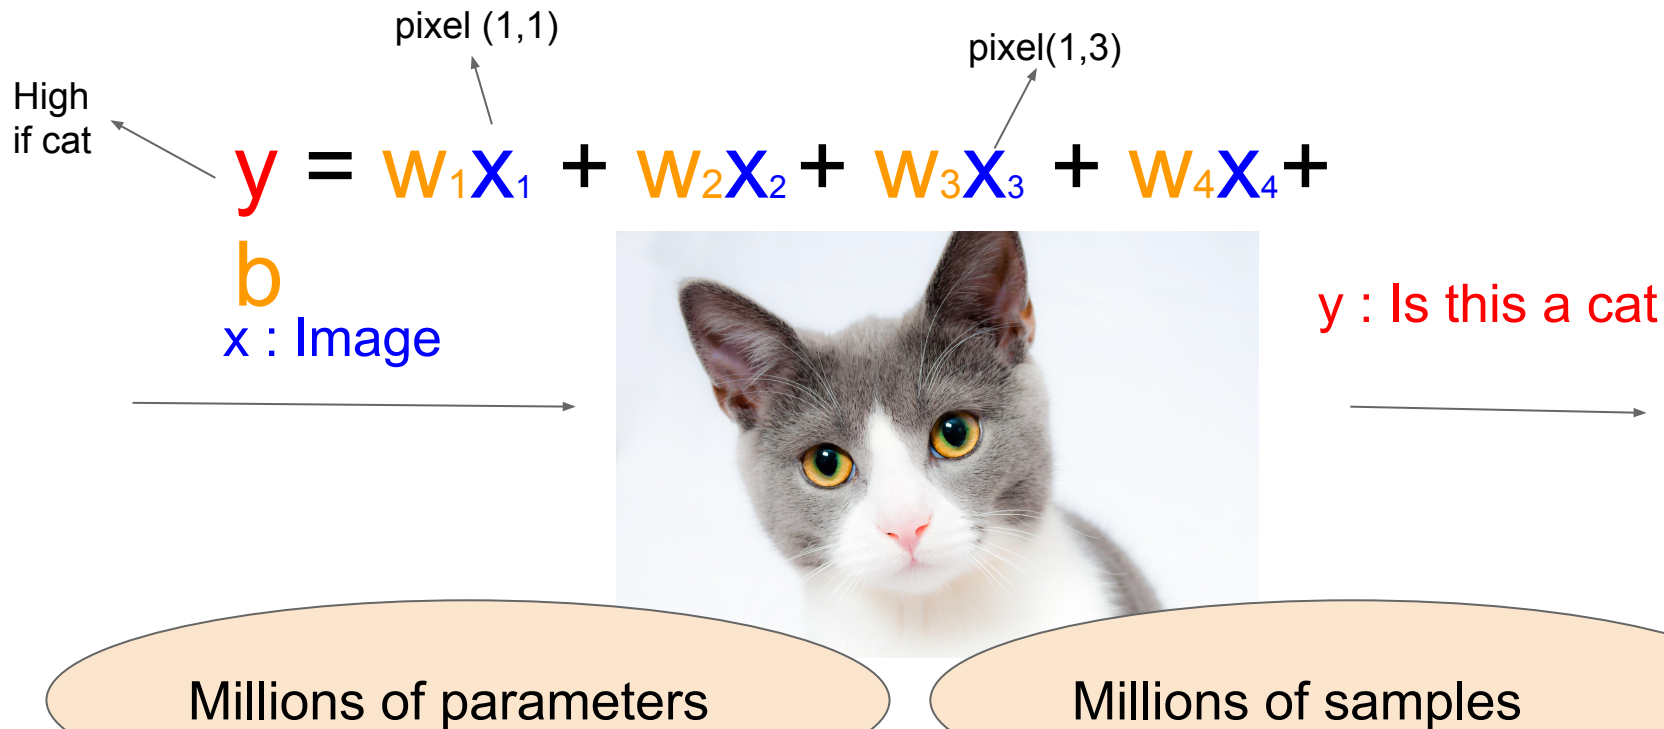 pixel (1,1)
pixel(1,3)
High
if cat
y = w₁x₁ + w₂x₂ + w₃x₃ + w₄x₄+
b
x : Image
y : Is this a cat
Millions of parameters
Millions of samples